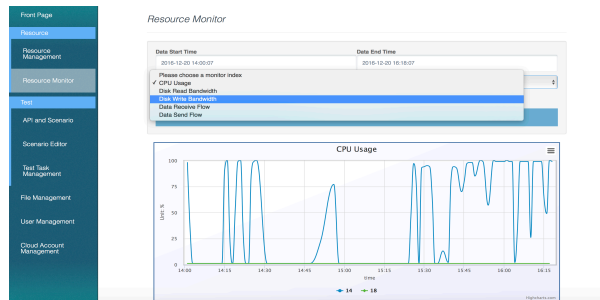 Front Page
Resource
Resource
Management
Resource Monitor
Test
API and Scenario
Scenario Editor
Test Task
Management
File Management
User Management
Cloud Account
Management
Resource Monitor
Data Start Time
Data End Time
2016-12-20 14:00:07
2016-12-20 16:18:07
Please choose a monitor index
✓ CPU Usage
Disk Read Bandwidth
Disk Write Bandwidth
Data Receive Flow
Data Send Flow
CPU Usage
100
75
50
25
0
Unit: %
14:00 14:15 14:30 14:45 15:00 15:15 15:30 15:45 16:00 16:15
time
14 18
Highcharts.com